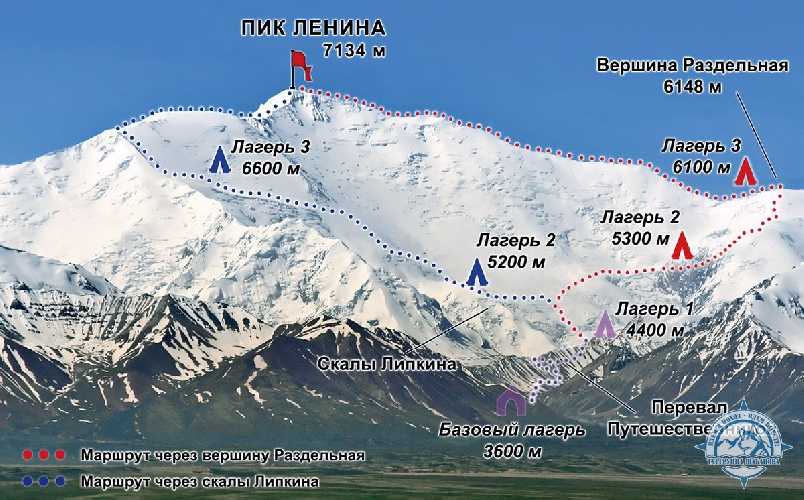 ПИК ЛЕНИНА
7134 м
Вершина Раздельная
6148 м
Лагерь 3
6600 м
Лагерь 3
6100 м
Лагерь 2
5300 м
Лагерь 2
5200 м
Лагерь 1
4400 м
Скалы Липкина
Базовый лагерь
3600 м
Перевал
Маршрут через вершину Раздельная
Маршрут через скалы Липкина